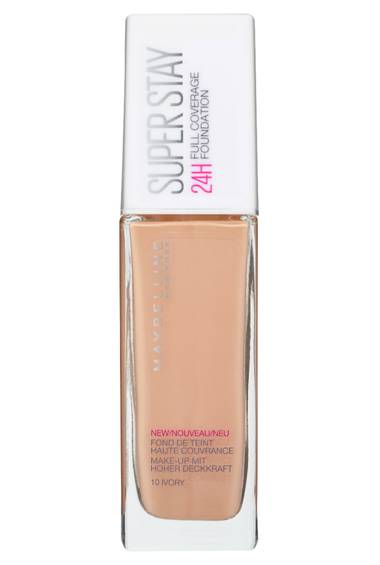 SUPER STAY
24H FULL COVERAGE
FOUNDATION
MAYBELLINE
NEW/NOUVEAU/NEU
FOND DE TEINT
HAUTE COUVRANCE
MAKE-UP MIT
HOHER DECKKRAFT
10 IVORY